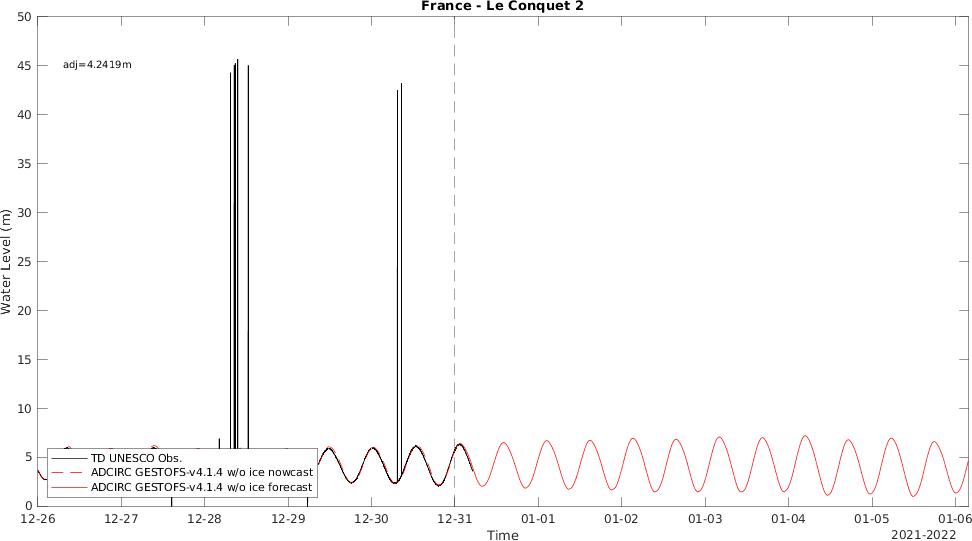 France - Le Conquet 2
50
45
40
35
30
25
20
15
10
5
0
Water Level (m)
adj=4.2419m
TD UNESCO Obs.
ADCIRC GESTOFS-v4.1.4 w/o ice nowcast
ADCIRC GESTOFS-v4.1.4 w/o ice forecast
12-26 12-27 12-28 12-29 12-30 12-31 01-01 01-02 01-03 01-04 01-05 01-06
Time
2021-2022